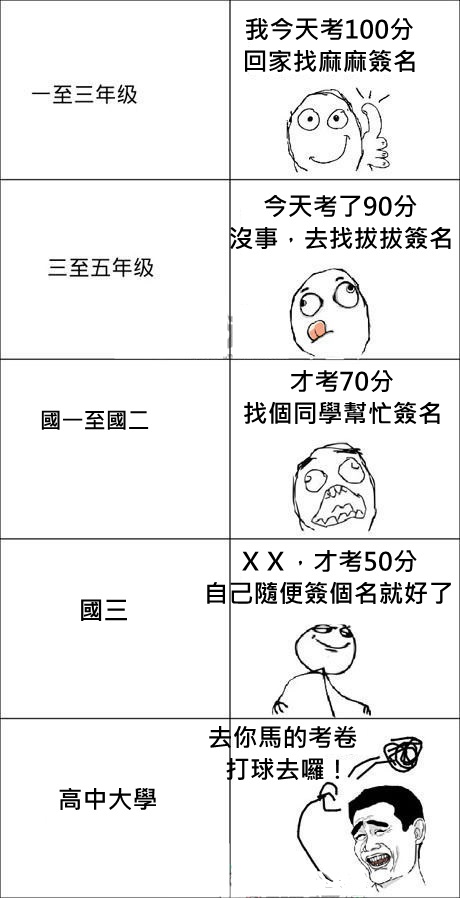 一至三年级
我今天考100分
回家找麻麻簽名
三至五年级
今天考了90分
沒事，去找拔拔簽名
國一至國二
才考70分
找個同學幫忙簽名
國三
ＸＸ，才考50分
自己隨便簽個名就好了
高中大學
去你馬的考卷
打球去囉！